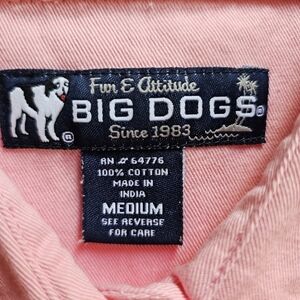 Fun & Attitude
BIG DOGS®
Since 1983
®
RN # 64776
100% COTTON
MADE IN
INDIA
MEDIUM
SEE REVERSE
FOR CARE